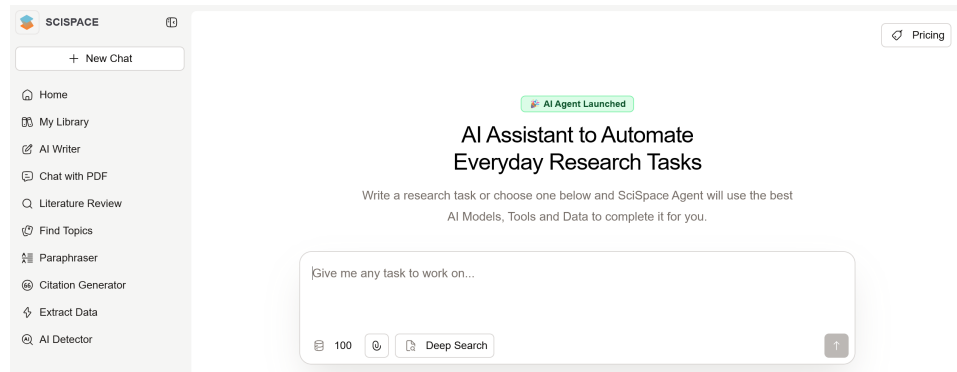 SCISPACE
+ New Chat
Home
My Library
AI Writer
Chat with PDF
Literature Review
Find Topics
Paraphraser
Citation Generator
Extract Data
AI Detector
Pricing
AI Agent Launched
AI Assistant to Automate
Everyday Research Tasks
Write a research task or choose one below and SciSpace Agent will use the best
AI Models, Tools and Data to complete it for you.
Give me any task to work on...
100 Deep Search